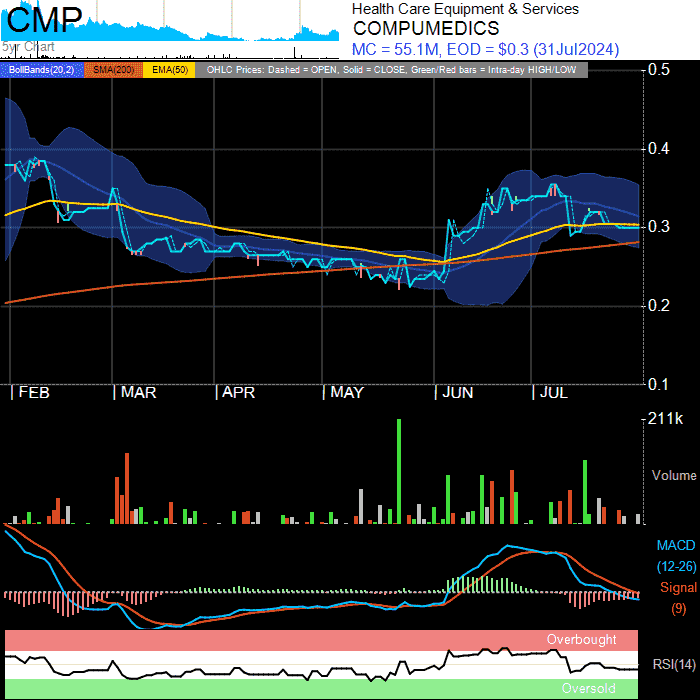 CMP
5yr Chart
Health Care Equipment & Services
COMPUMEDICS
MC = 55.1M, EOD = $0.3 (31Jul2024)
BollBands(20,2) SMA(200) EMA(50) OHLC Prices: Dashed = OPEN, Solid = CLOSE, Green/Red bars = Intra-day HIGH/LOW
0.5
0.4
0.3
0.2
0.1
FEB MAR APR MAY JUN JUL
211k
Volume
MACD
(12-26)
Signal
(9)
Overbought
RSI(14)
Oversold